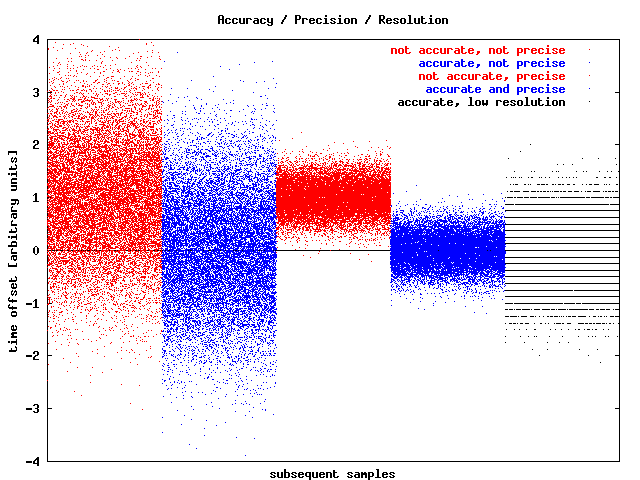 Accuracy / Precision / Resolution
not accurate, not precise
accurate, not precise
not accurate, precise
accurate and precise
accurate, low resolution
time offset [arbitrary units]
4
3
2
1
0
-1
-2
-3
-4
subsequent samples